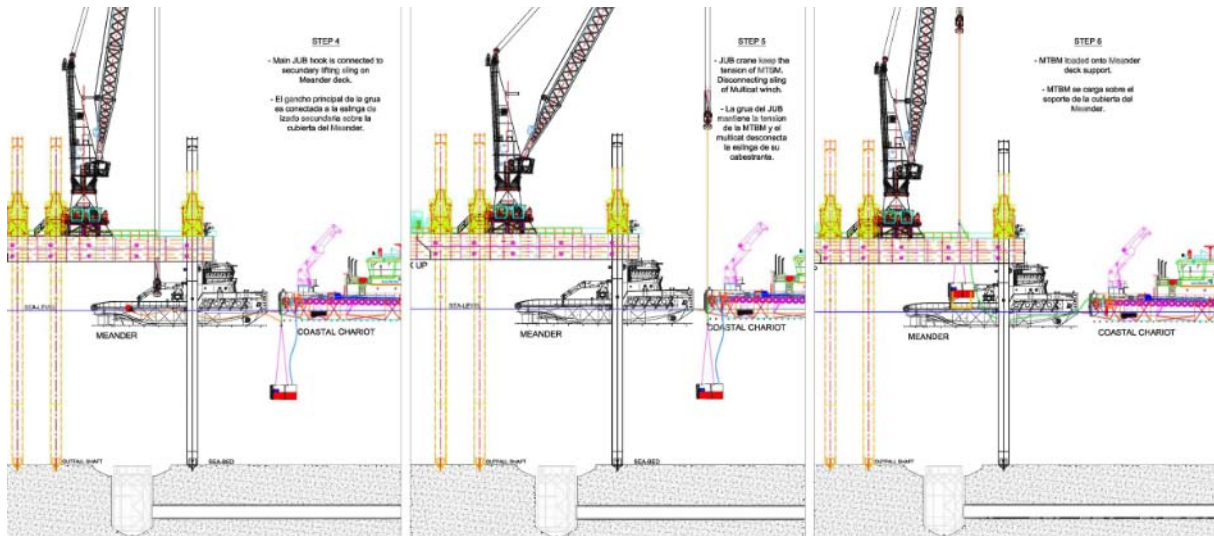 STEP 4
- Main JUB hook is connected to
secundary lifting sling on
Meander deck.
- El gancho principal de la grua
es conectada a la eslinga de
izado secundaria sobre la
cubierta del Meander.
SEA-LEVEL
MEANDER
COASTAL CHARIOT
OUTFALL SHAFT
SEA-BED
STEP 5
- JUB crane keep the
tension of MTBM.
Disconnecting sling
of Multicat winch.
- La grua del JUB
mantiene la tension
de la MTBM y el
multicat desconecta
la eslinga de su
cabestrante.
K UP
SEA-LEVEL
MEANDER
COASTAL CHARIOT
OUTFALL SHAFT
SEA-BED
STEP 6
- MTBM loaded onto Meander
deck support.
- MTBM se carga sobre el
soporte de la cubierta del
Meander.
MEANDER
COASTAL CHARIOT
OUTFALL SHAFT
SEA-BED